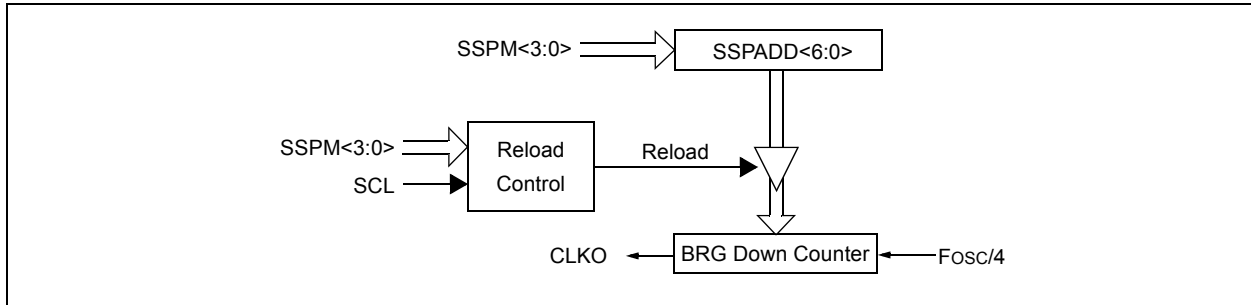 SSPM<3:0>
SSPADD<6:0>
SSPM<3:0>
SCL
Reload
Control
Reload
CLKO
BRG Down Counter
FOSC/4